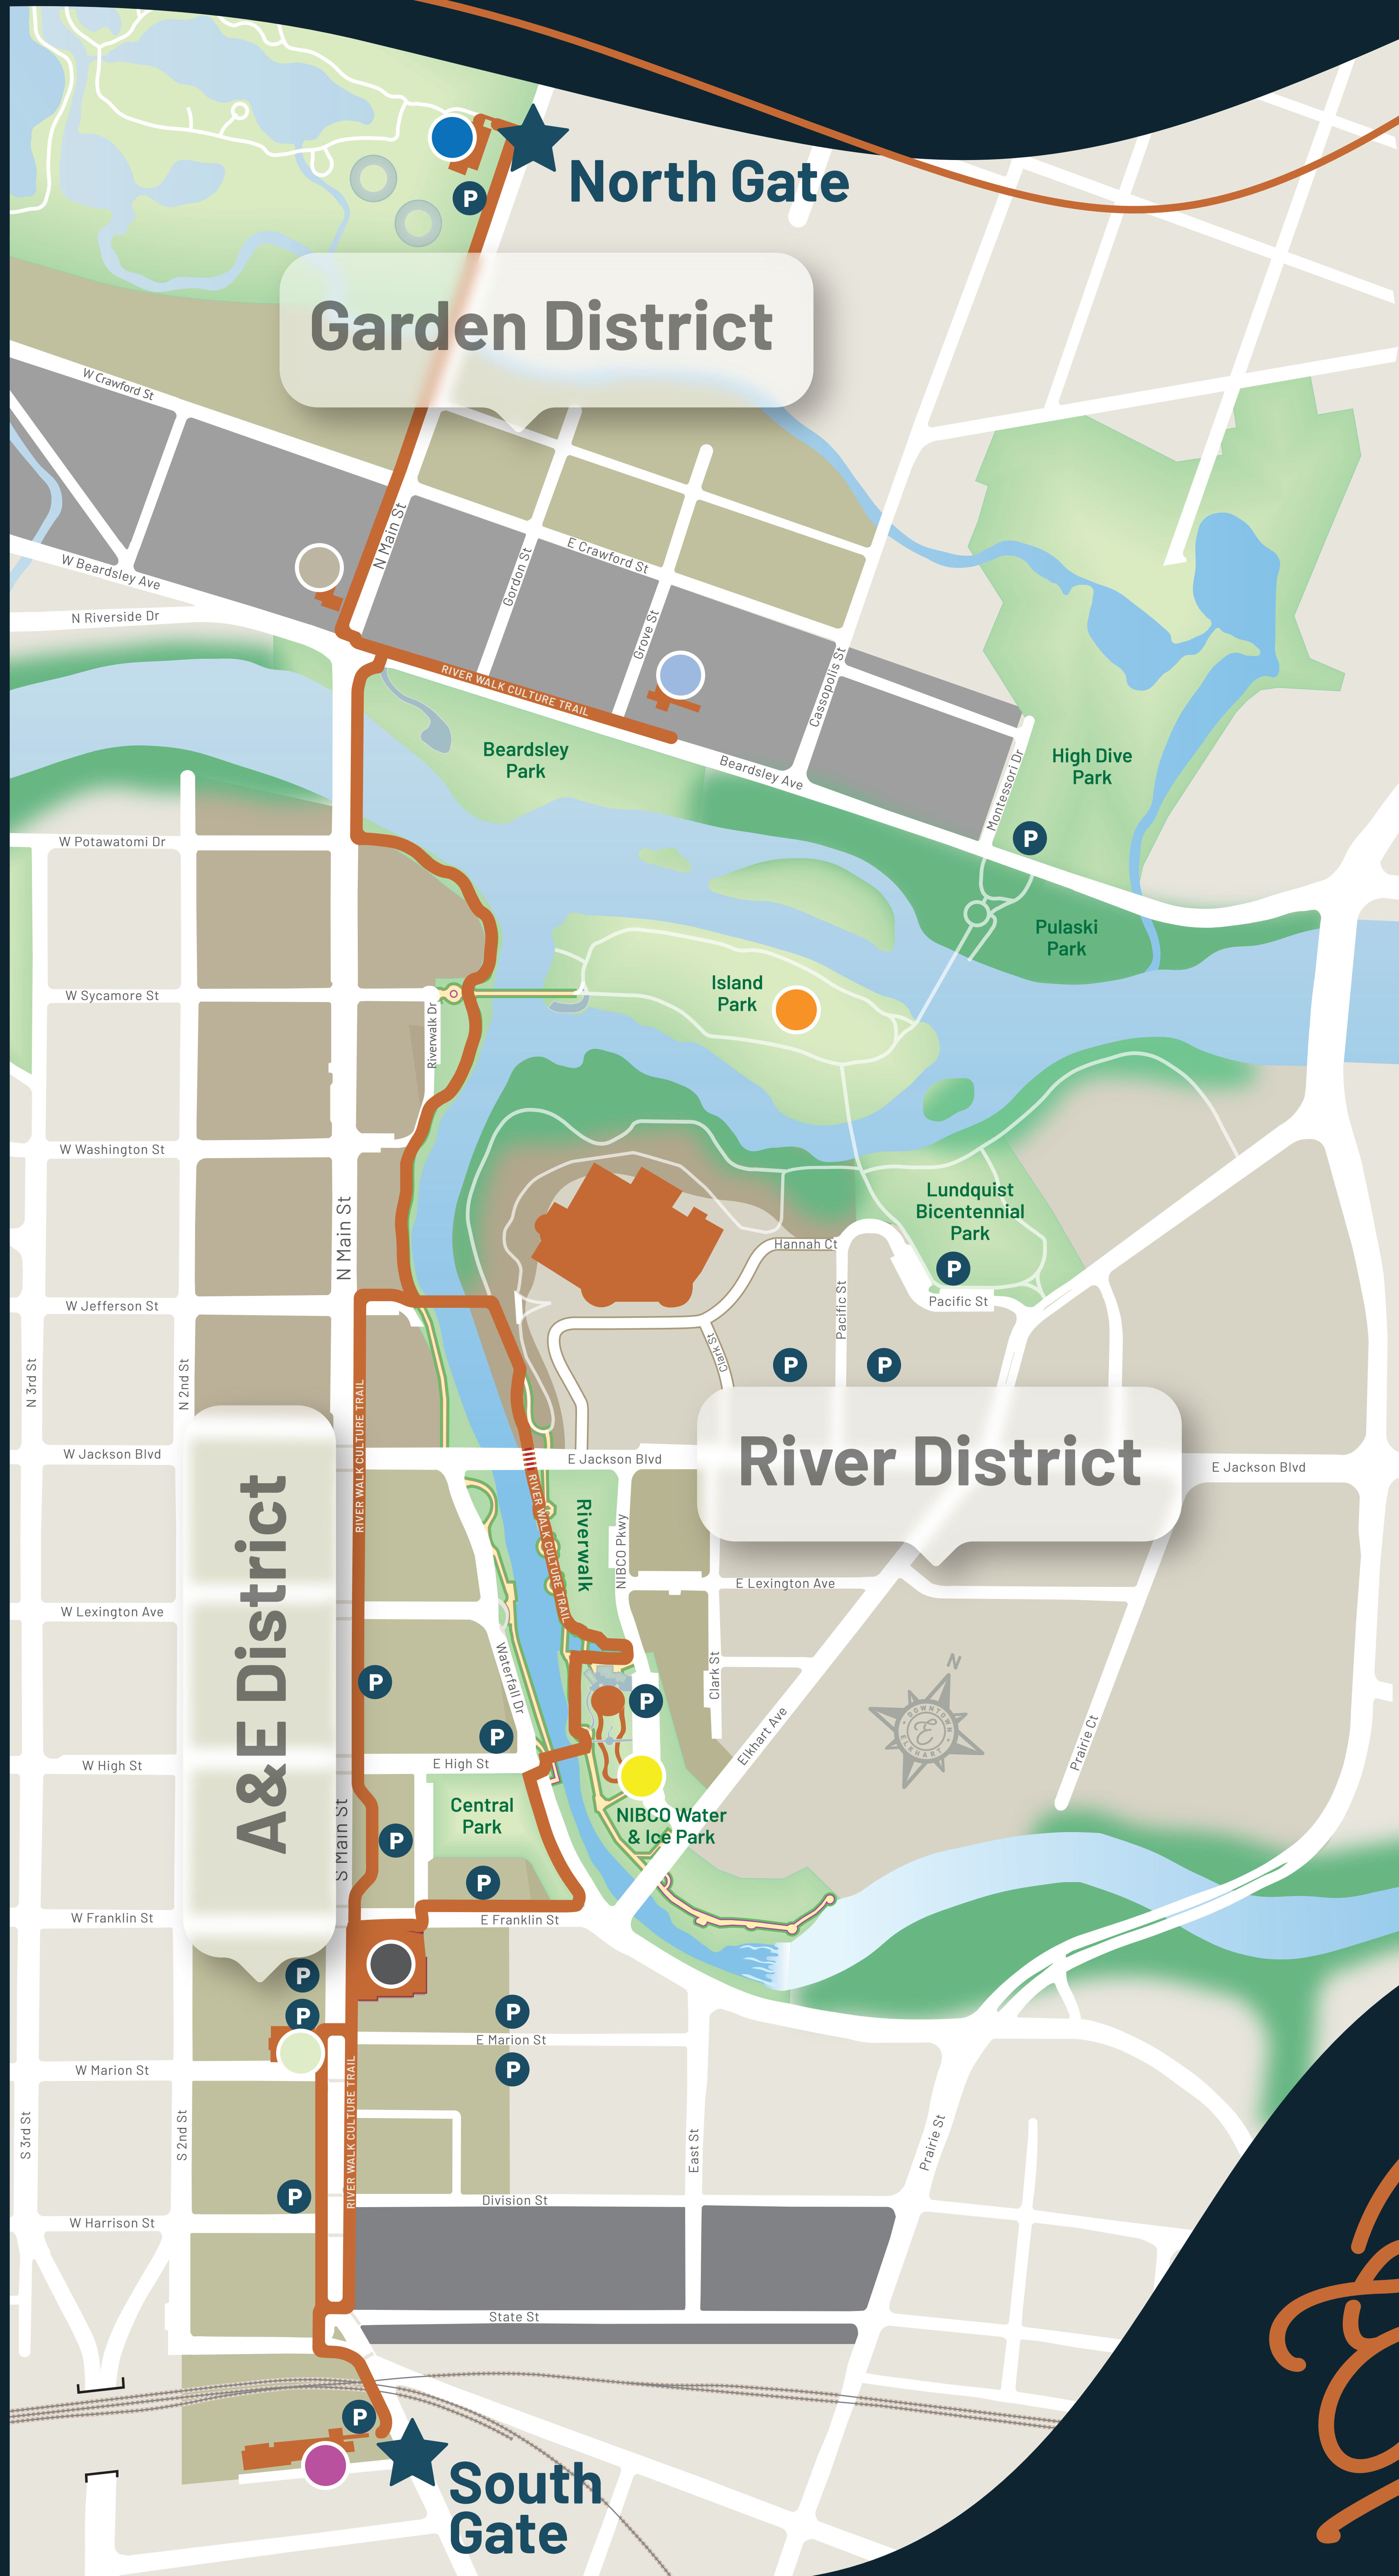 North Gate
P
Garden District
W Crawford St
N Main St
Gordon St
E Crawford St
W Beardsley Ave
N Riverside Dr
Grove St
Cassopolis St
RIVER WALK CULTURE TRAIL
Beardsley
Park
Beardsley Ave
Montessori Dr
High Dive
Park
P
W Potawatomi Dr
Pulaski
Park
W Sycamore St
Riverwalk Dr
Island
Park
W Washington St
N Main St
Lundquist
Bicentennial
Park
P
Hannah Ct
Pacific St
Pacific St
W Jefferson St
Clark St
P
P
N 3rd St
N 2nd St
RIVER WALK CULTURE TRAIL
W Jackson Blvd
E Jackson Blvd
River District
E Jackson Blvd
RIVER WALK CULTURE TRAIL
Riverwalk
NIBCO Pkwy
E Lexington Ave
A&E District
W Lexington Ave
Waterfall Dr
Clark St
P
P
P
N
DOWNTOWN
E
ELKHART
Elkhart Ave
Prairie Ct
W High St
E High St
S Main St
Central
Park
NIBCO Water
& Ice Park
P
P
W Franklin St
E Franklin St
P
P
P
E Marion St
W Marion St
P
RIVER WALK CULTURE TRAIL
S 3rd St
S 2nd St
East St
Prairie St
P
Division St
W Harrison St
State St
P
South
Gate